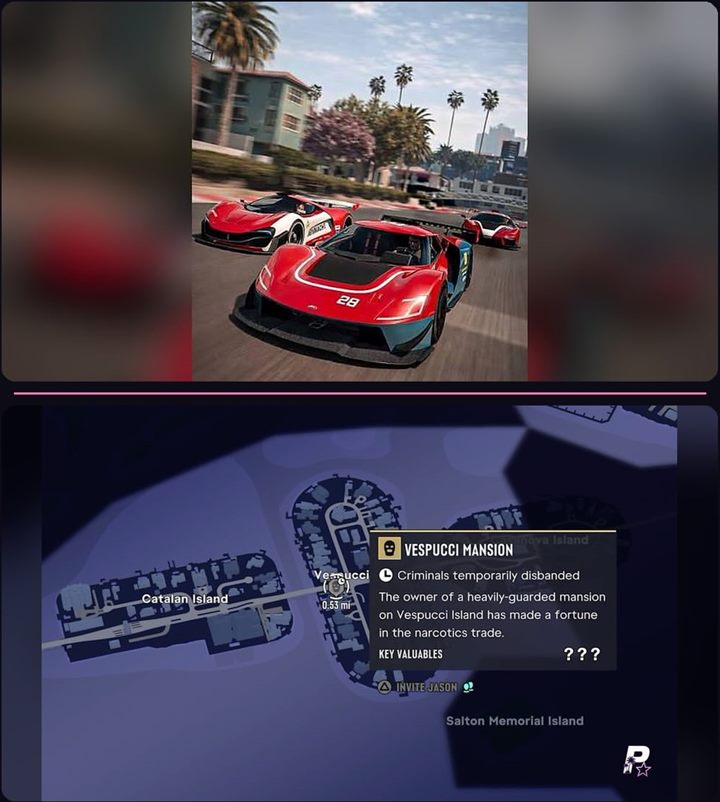 28
Catalan Island
Vespucci
0.53 mi
VESPUCCI MANSION
Criminals temporarily disbanded
The owner of a heavily-guarded mansion
on Vespucci Island has made a fortune
in the narcotics trade.
KEY VALUABLES
???
INVITE JASON
Salton Memorial Island